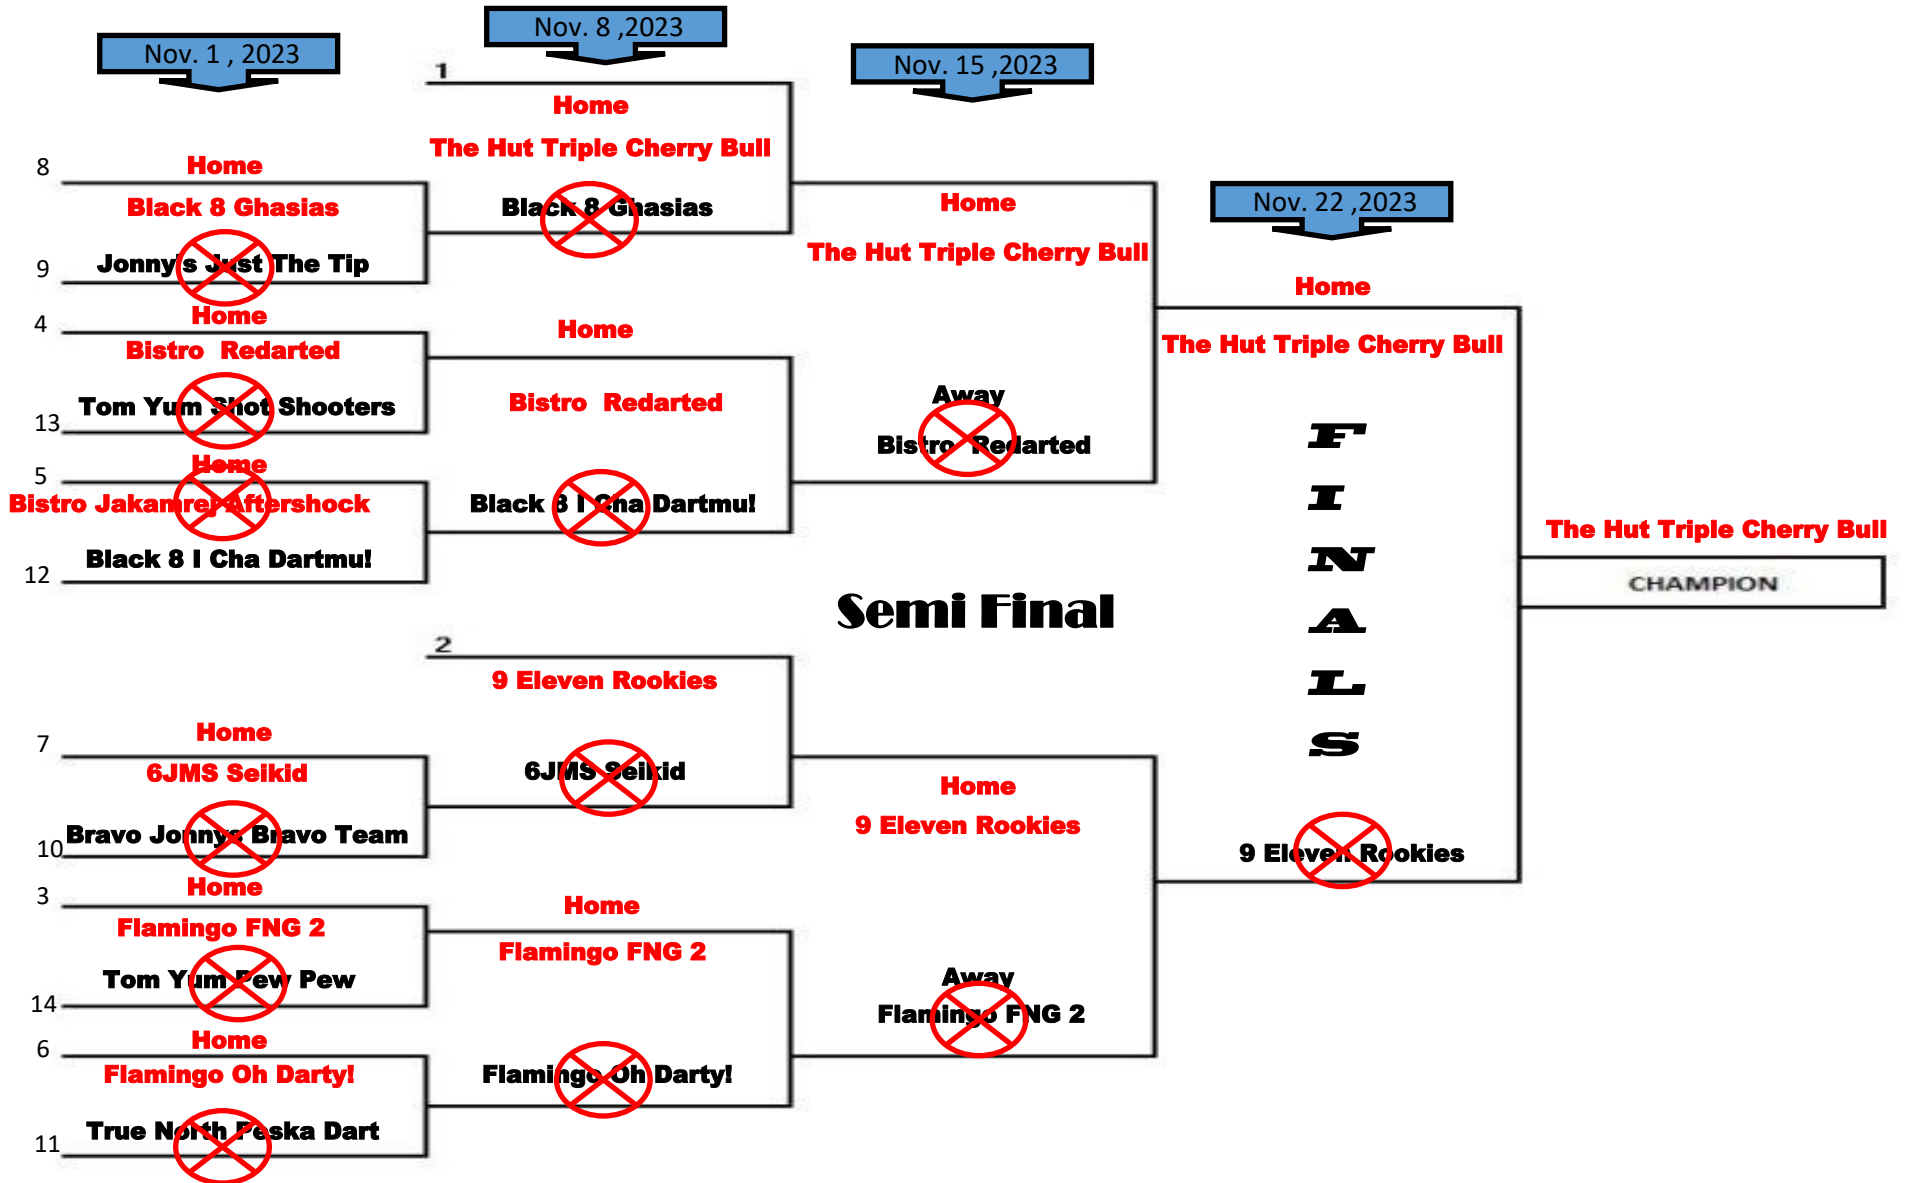 Nov. 1 , 2023
Nov. 8 ,2023
Nov. 15 ,2023
Nov. 22 ,2023
8
Home
Black 8 Ghasias
Jonny's Just The Tip
9
4
Home
Bistro  Redarted
Tom Yum Shot Shooters
13
5
Home
Bistro Jakamrej Aftershock
Black 8 I Cha Dartmu!
12
7
Home
6JMS Seikid
Bravo Jonnys Bravo Team
10
3
Home
Flamingo FNG 2
Tom Yum Pew Pew
14
6
Home
Flamingo Oh Darty!
True North Peska Dart
11
1
Home
The Hut Triple Cherry Bull
Black 8 Ghasias
Home
Bistro  Redarted
Black 8 I Cha Dartmu!
2
9 Eleven Rookies
6JMS Seikid
Home
Flamingo FNG 2
Flamingo Oh Darty!
Home
The Hut Triple Cherry Bull
Away
Bistro  Redarted
Semi Final
Home
9 Eleven Rookies
Away
Flamingo FNG 2
Home
The Hut Triple Cherry Bull
F
I
N
A
L
S
9 Eleven Rookies
The Hut Triple Cherry Bull
CHAMPION